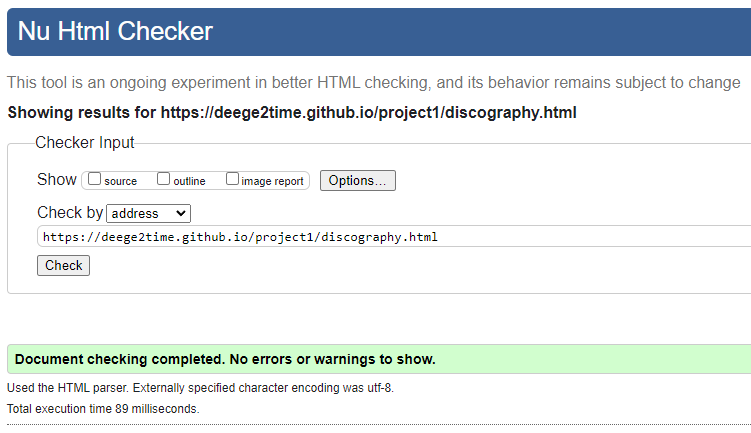 Nu Html Checker
This tool is an ongoing experiment in better HTML checking, and its behavior remains subject to change
Showing results for https://deege2time.github.io/project1/discography.html
Checker Input
Show source outline image report Options...
Check by address
https://deege2time.github.io/project1/discography.html
Check
Document checking completed. No errors or warnings to show.
Used the HTML parser. Externally specified character encoding was utf-8.
Total execution time 89 milliseconds.